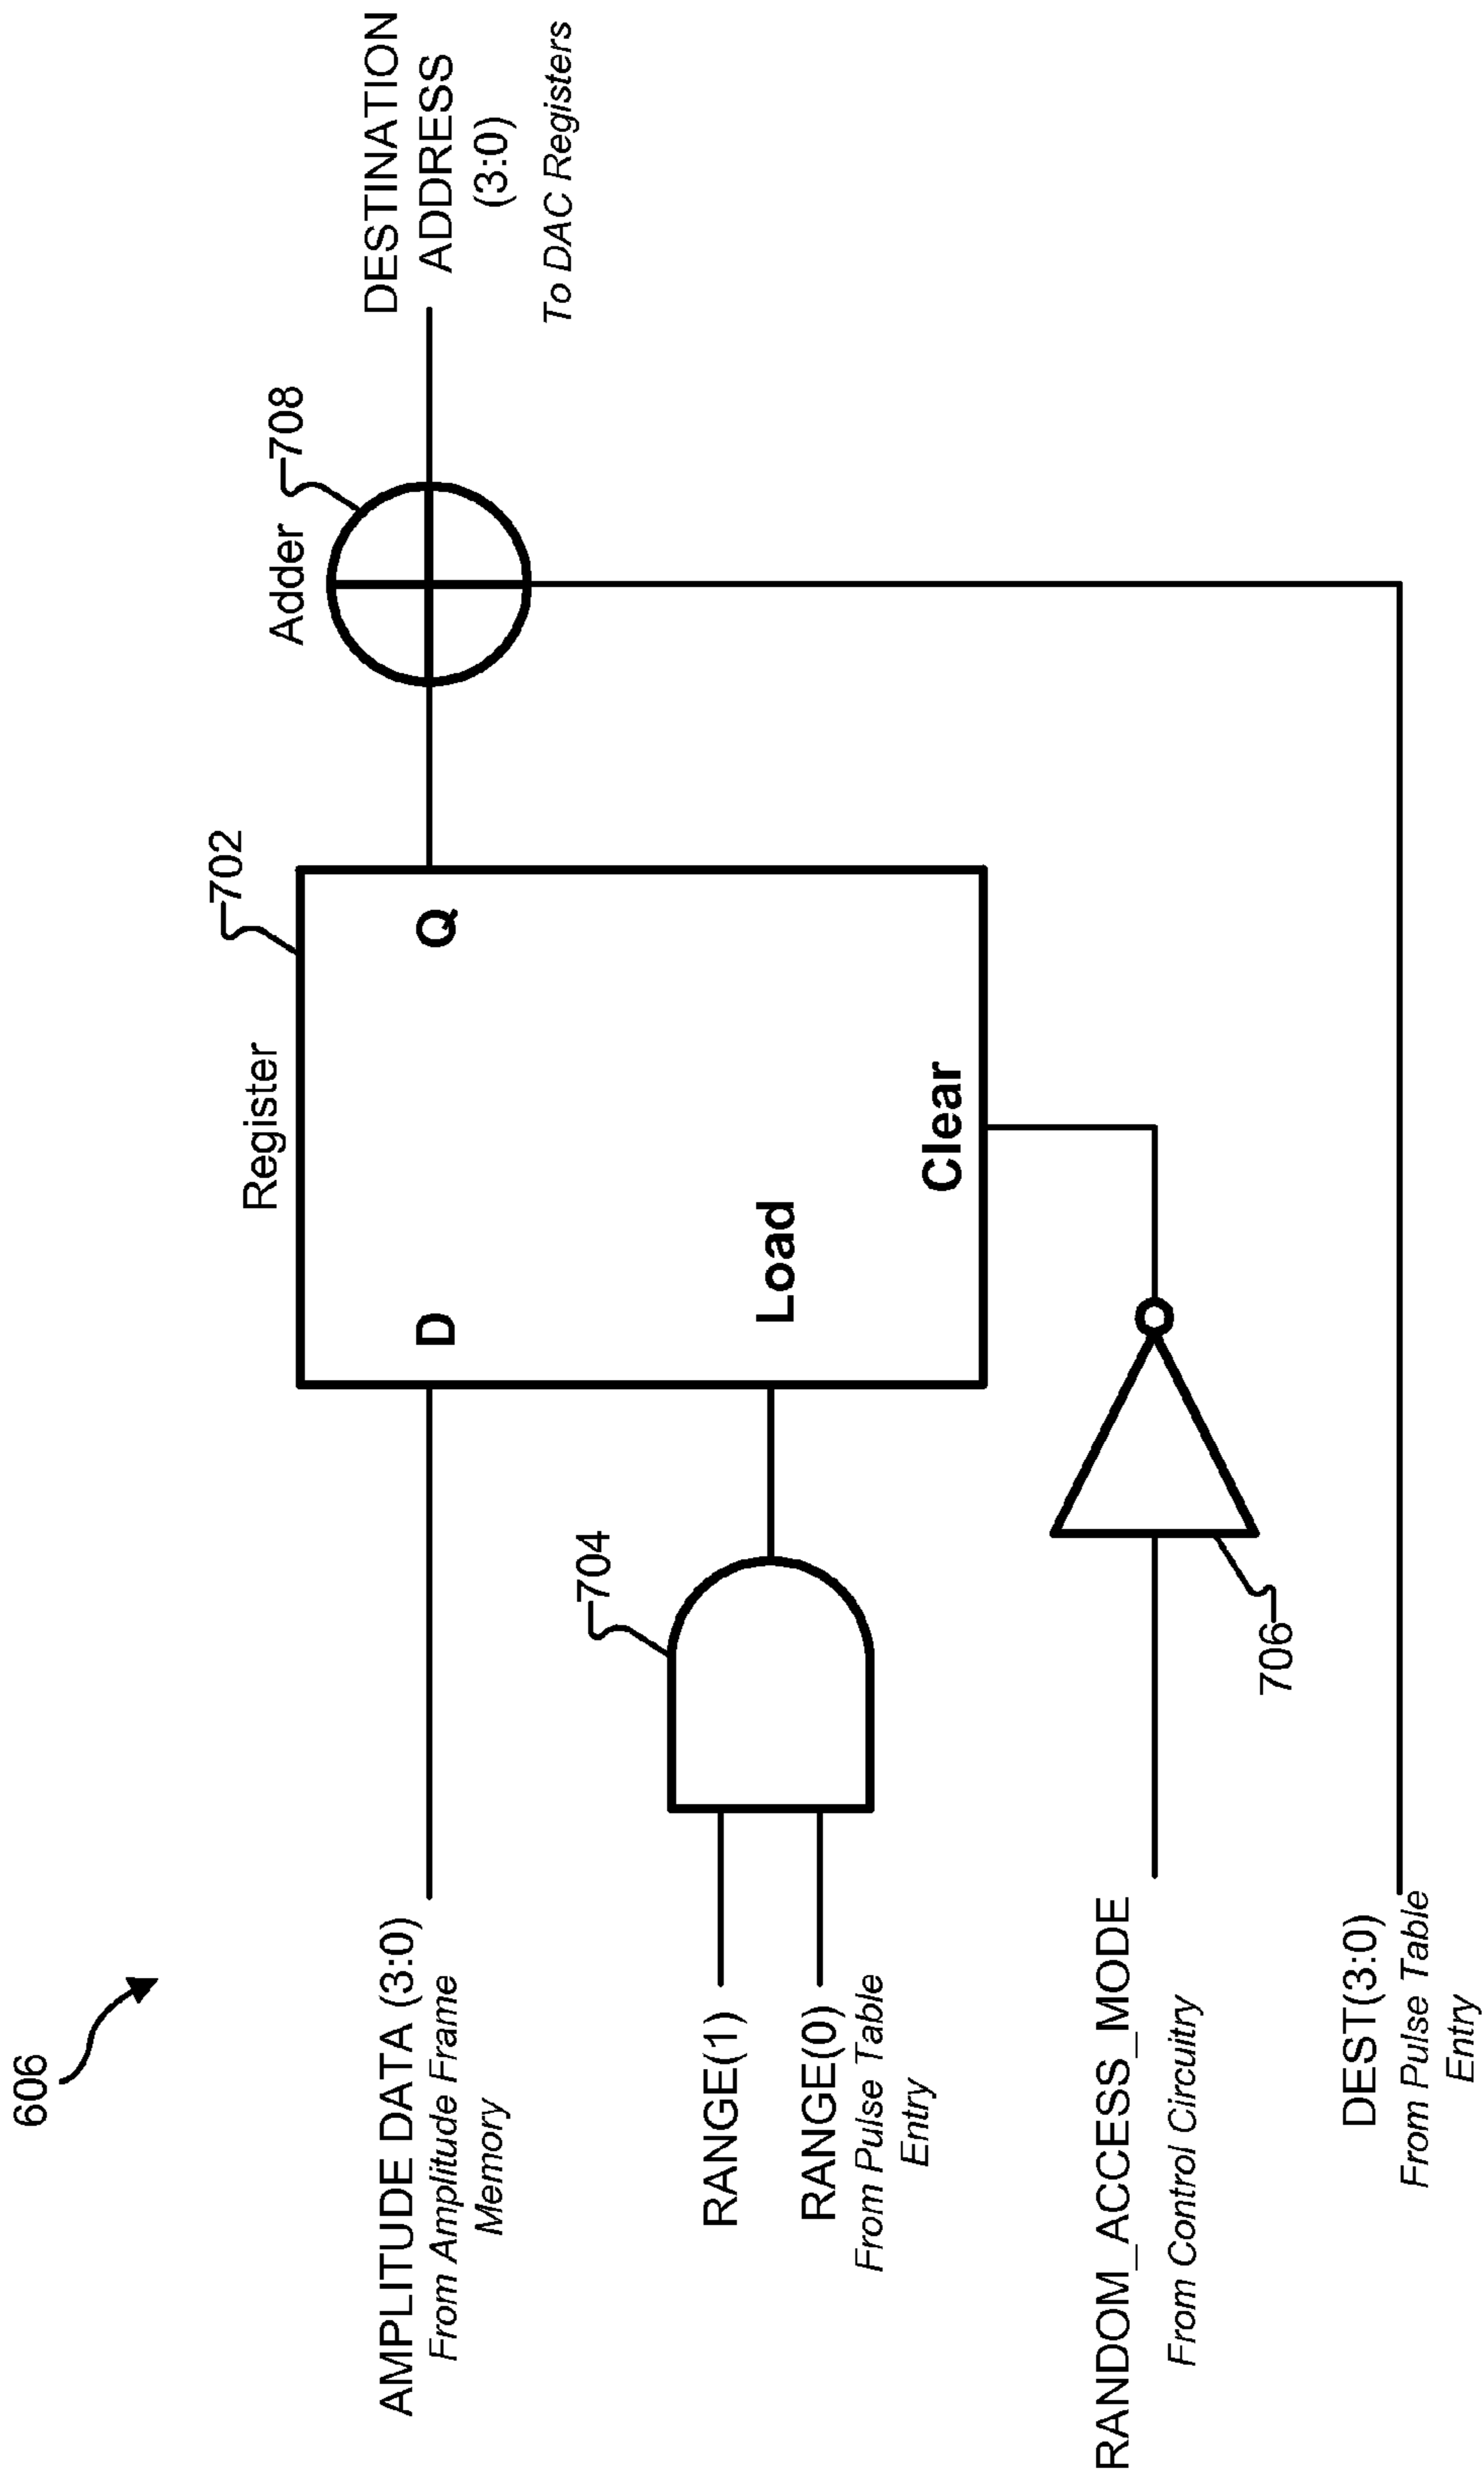 606
AMPLITUDE DATA (3:0)
From Amplitude Frame
Memory
RANGE(1)
RANGE(0)
From Pulse Table
Entry
RANDOM_ACCESS_MODE
From Control Circuitry
DEST(3:0)
From Pulse Table
Entry
704
706
Register
702
D
Q
Load
Clear
Adder
708
DESTINATION
ADDRESS
(3:0)
To DAC Registers